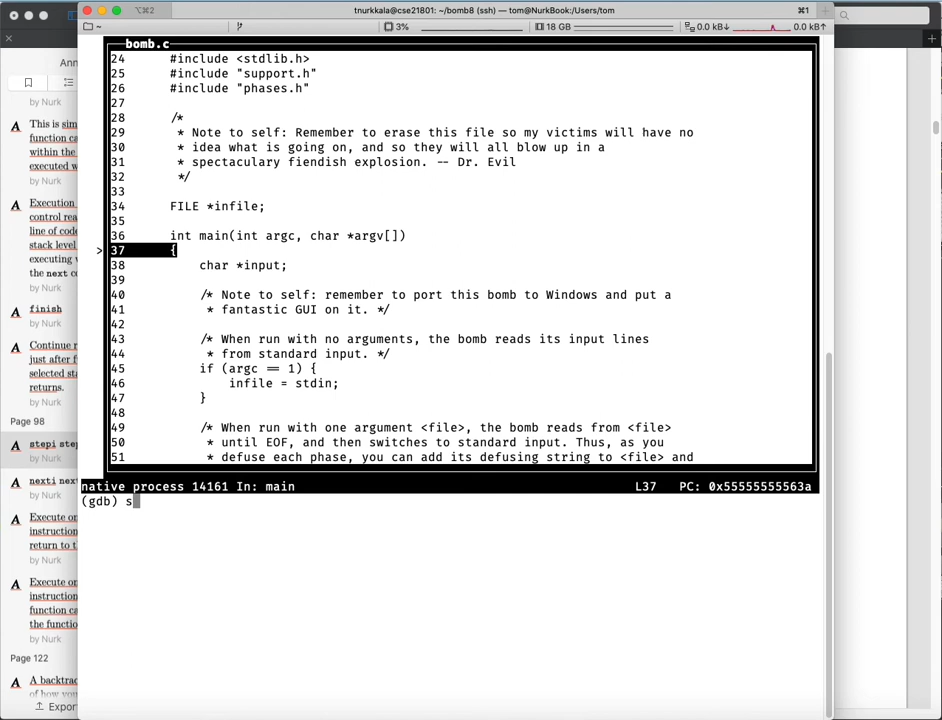 ⌥⌘2
tnurkkala@cse21801: ~/bomb8 (ssh) — tom@NurkBook:/Users/tom
⌘1
~
3%
18 GB
0.0 kB↓
0.0 kB↑
bomb.c
24 #include <stdlib.h>
25 #include "support.h"
26 #include "phases.h"
27
28 /*
29 * Note to self: Remember to erase this file so my victims will have no
30 * idea what is going on, and so they will all blow up in a
31 * spectaculary fiendish explosion. -- Dr. Evil
32 */
33
34 FILE *infile;
35
36 int main(int argc, char *argv[])
> 37 {
38 char *input;
39
40 /* Note to self: remember to port this bomb to Windows and put a
41 * fantastic GUI on it. */
42
43 /* When run with no arguments, the bomb reads its input lines
44 * from standard input. */
45 if (argc == 1) {
46 infile = stdin;
47 }
48
49 /* When run with one argument <file>, the bomb reads from <file>
50 * until EOF, and then switches to standard input. Thus, as you
51 * defuse each phase, you can add its defusing string to <file> and
native process 14161 In: main L37 PC: 0x55555555563a
(gdb) s
Ann
by Nurk
A This is sim
function ca
within the
executed w
by Nurk
A Execution
control rea
line of code
stack level
executing
the next co
by Nurk
A finish
by Nurk
A Continue r
just after f
selected sta
returns.
by Nurk
Page 98
A stepi step
by Nurk
A nexti nex
by Nurk
A Execute on
instruction
return to th
by Nurk
A Execute on
instruction
function ca
the functio
by Nurk
Page 122
A A backtrac
of how you
Export